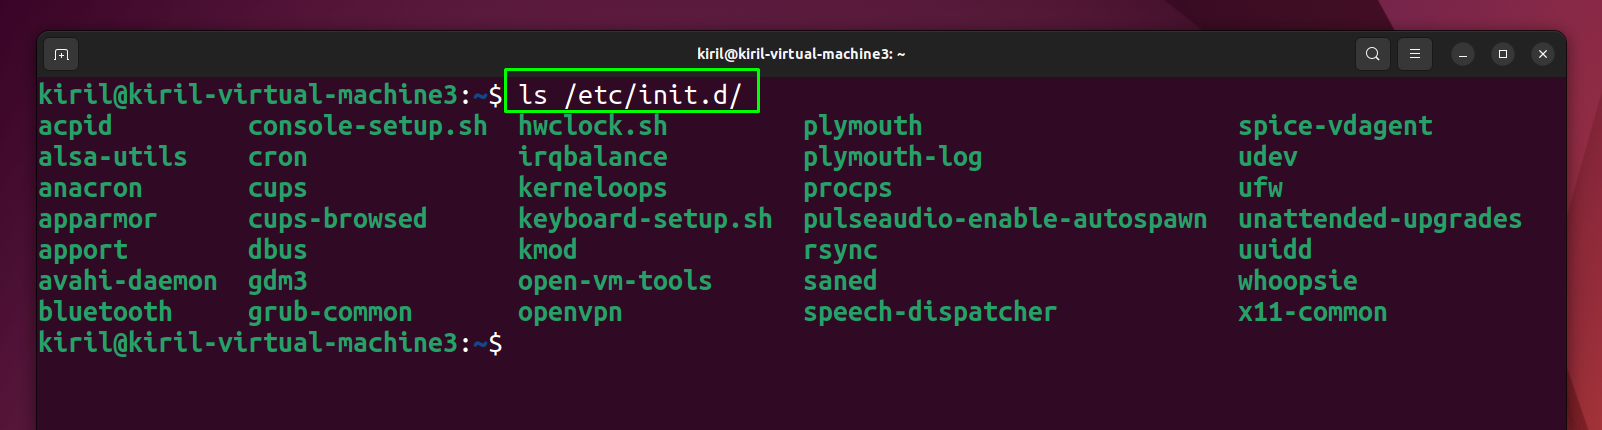 kiril@kiril-virtual-machine3: ~
kiril@kiril-virtual-machine3:~$ ls /etc/init.d/
acpid console-setup.sh hwclock.sh plymouth spice-vdagent
alsa-utils cron irqbalance plymouth-log udev
anacron cups kerneloops procps ufw
apparmor cups-browsed keyboard-setup.sh pulseaudio-enable-autospawn unattended-upgrades
apport dbus kmod rsync uuidd
avahi-daemon gdm3 open-vm-tools saned whoopsie
bluetooth grub-common openvpn speech-dispatcher x11-common
kiril@kiril-virtual-machine3:~$